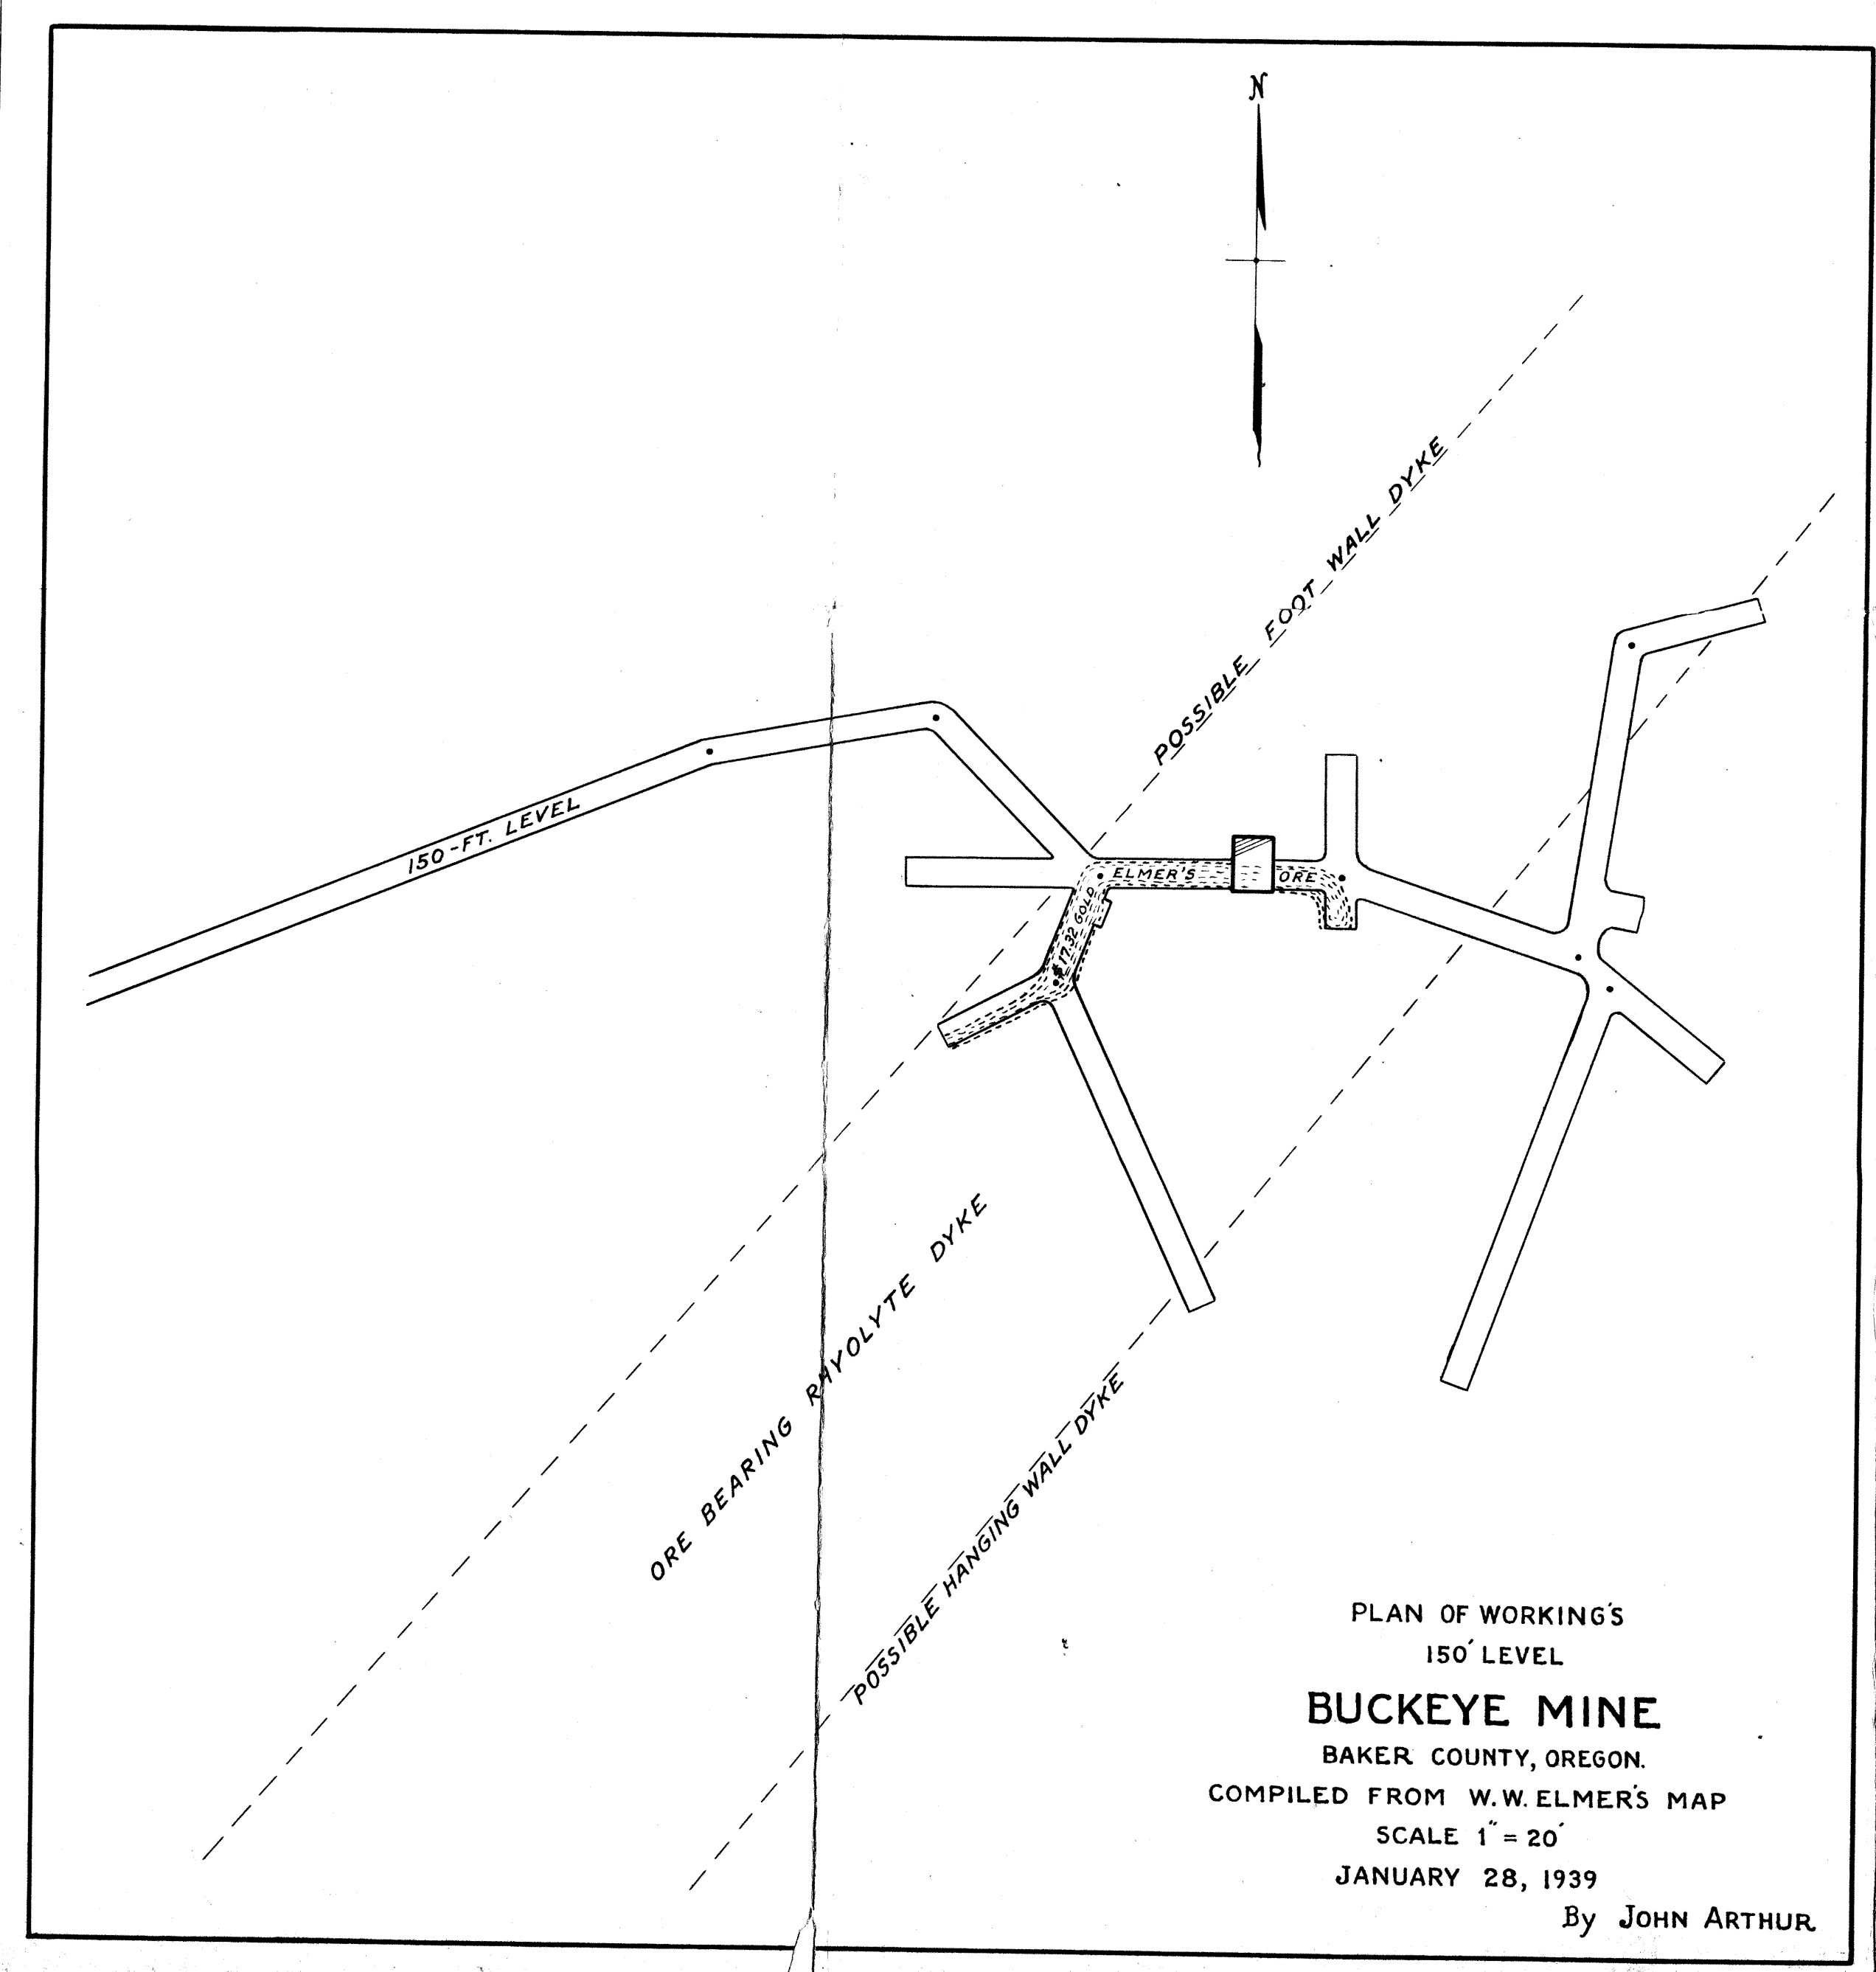 N
POSSIBLE FOOT WALL DYKE
150-FT. LEVEL
ELMER'S ORE
$17.32 GOLD
ORE BEARING RHYOLYTE DYKE
POSSIBLE HANGING WALL DYKE
PLAN OF WORKING'S
150' LEVEL
BUCKEYE MINE
BAKER COUNTY, OREGON.
COMPILED FROM W.W. ELMER'S MAP
SCALE 1" = 20'
JANUARY 28, 1939
By JOHN ARTHUR